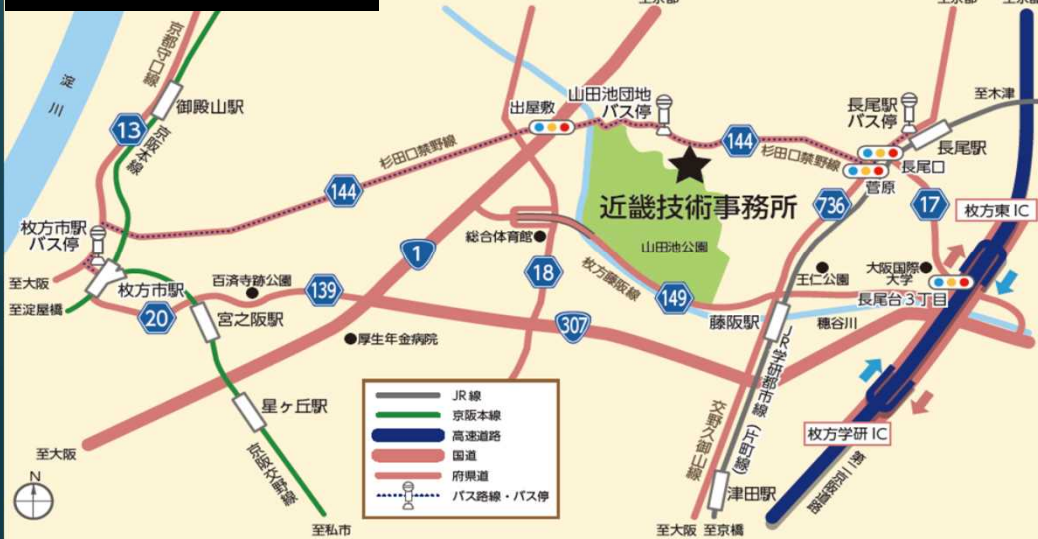 至京都
至京都
至京都
京都守口線
淀川
御殿山駅
13
京阪本線
出屋敷
山田池団地
バス停
長尾駅
バス停
至木津
長尾駅
長尾口
菅原
杉田口禁野線
144
144
杉田口禁野線
近畿技術事務所
736
17
枚方東IC
枚方市駅
バス停
総合体育館
山田池公園
1
18
枚方藤阪線
149
王仁公園
大阪国際
大学
長尾台3丁目
至大阪
至淀屋橋
枚方市駅
百済寺跡公園
139
20
宮之阪駅
307
藤阪駅
穂谷川
厚生年金病院
JR学研都市線(片町線)
星ヶ丘駅
京阪交野線
至大阪
至私市
N
JR線
京阪本線
高速道路
国道
府県道
バス路線・バス停
交野久御山線
枚方学研IC
第二京阪道路
津田駅
至大阪
至京橋